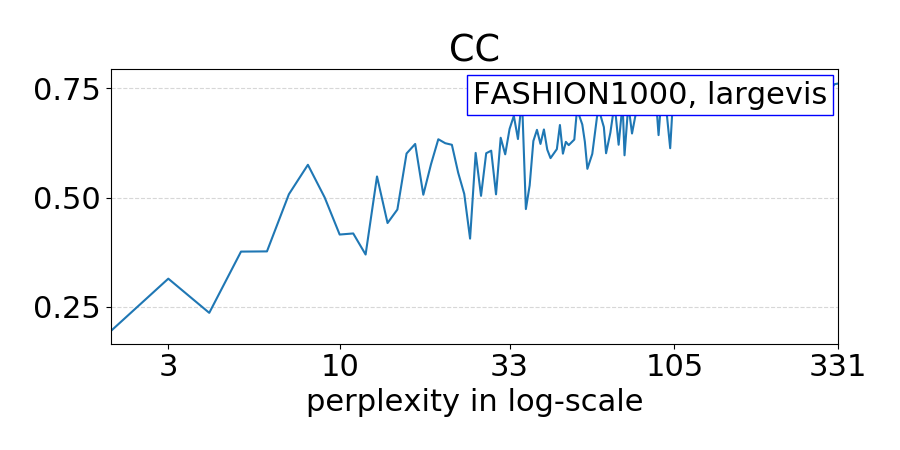 CC
FASHION1000, largevis
0.75
0.50
0.25
3 10 33 105 331
perplexity in log-scale